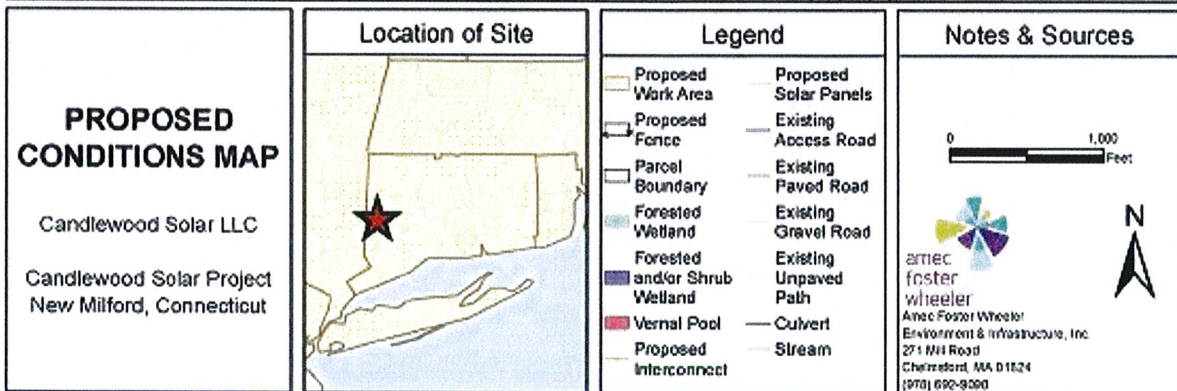 PROPOSED
CONDITIONS MAP
Candlewood Solar LLC
Candlewood Solar Project
New Milford, Connecticut
Location of Site
Legend
Proposed
Work Area
Proposed
Fence
Parcel
Boundary
Forested
Wetland
Forested
and/or Shrub
Wetland
Vernal Pool
Proposed
Interconnect
Proposed
Solar Panels
Existing
Access Road
Existing
Paved Road
Existing
Gravel Road
Existing
Unpaved
Path
Culvert
Stream
Notes & Sources
0 1,000
Feet
N
amec
foster
wheeler
Amec Foster Wheeler
Environment & Infrastructure, Inc
271 Mill Road
Chelmsford, MA 01824
(978) 692-9090